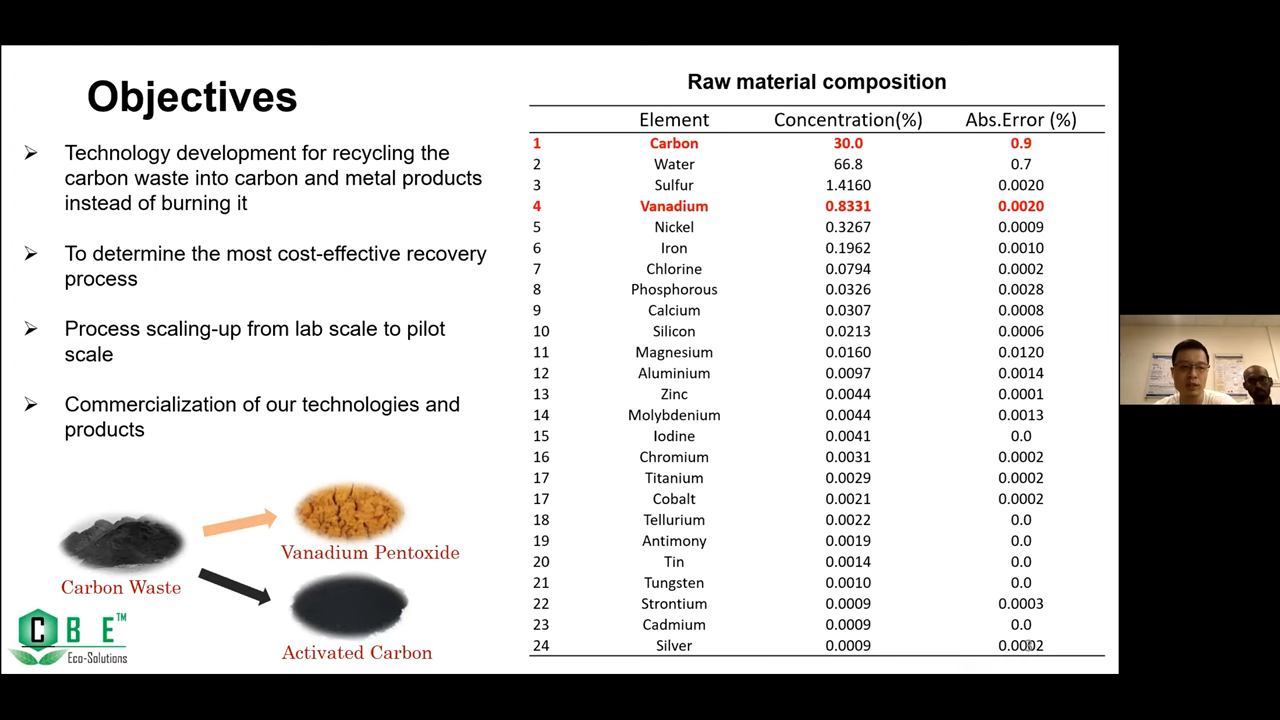 Objectives
➢ Technology development for recycling the
carbon waste into carbon and metal products
instead of burning it
➢ To determine the most cost-effective recovery
process
➢ Process scaling-up from lab scale to pilot
scale
➢ Commercialization of our technologies and
products
Carbon Waste
Vanadium Pentoxide
Activated Carbon
CBE™
Eco-Solutions
Raw material composition
Element Concentration(%) Abs.Error (%)
1 Carbon 30.0 0.9
2 Water 66.8 0.7
3 Sulfur 1.4160 0.0020
4 Vanadium 0.8331 0.0020
5 Nickel 0.3267 0.0009
6 Iron 0.1962 0.0010
7 Chlorine 0.0794 0.0002
8 Phosphorous 0.0326 0.0028
9 Calcium 0.0307 0.0008
10 Silicon 0.0213 0.0006
11 Magnesium 0.0160 0.0120
12 Aluminium 0.0097 0.0014
13 Zinc 0.0044 0.0001
14 Molybdenium 0.0044 0.0013
15 Iodine 0.0041 0.0
16 Chromium 0.0031 0.0002
17 Titanium 0.0029 0.0002
17 Cobalt 0.0021 0.0002
18 Tellurium 0.0022 0.0
19 Antimony 0.0019 0.0
20 Tin 0.0014 0.0
21 Tungsten 0.0010 0.0
22 Strontium 0.0009 0.0003
23 Cadmium 0.0009 0.0
24 Silver 0.0009 0.0002